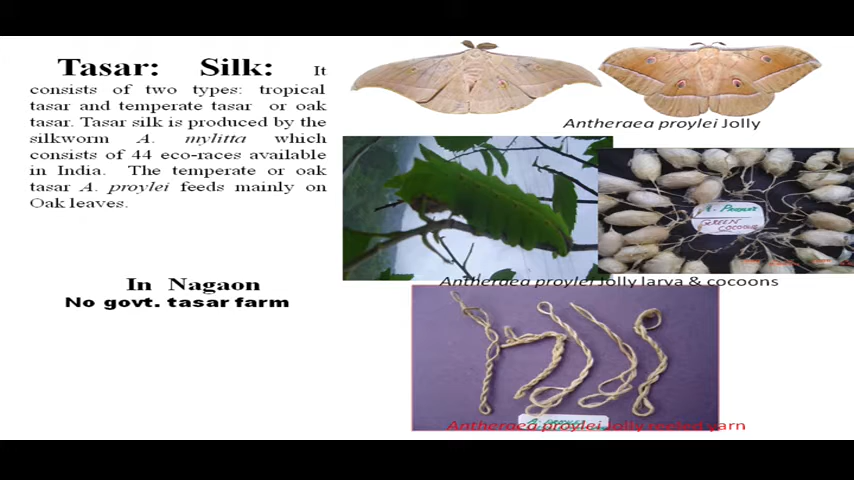 Tasar: Silk: It
consists of two types: tropical
tasar and temperate tasar or oak
tasar. Tasar silk is produced by the
silkworm A. mylitta which
consists of 44 eco-races available
in India. The temperate or oak
tasar A. proylei feeds mainly on
Oak leaves.
In Nagaon
No govt. tasar farm
Antheraea proylei Jolly
A. Proylei
GREEN
COCOONS
Antheraea proylei Jolly larva & cocoons
Antheraea proylei Jolly reeled yarn